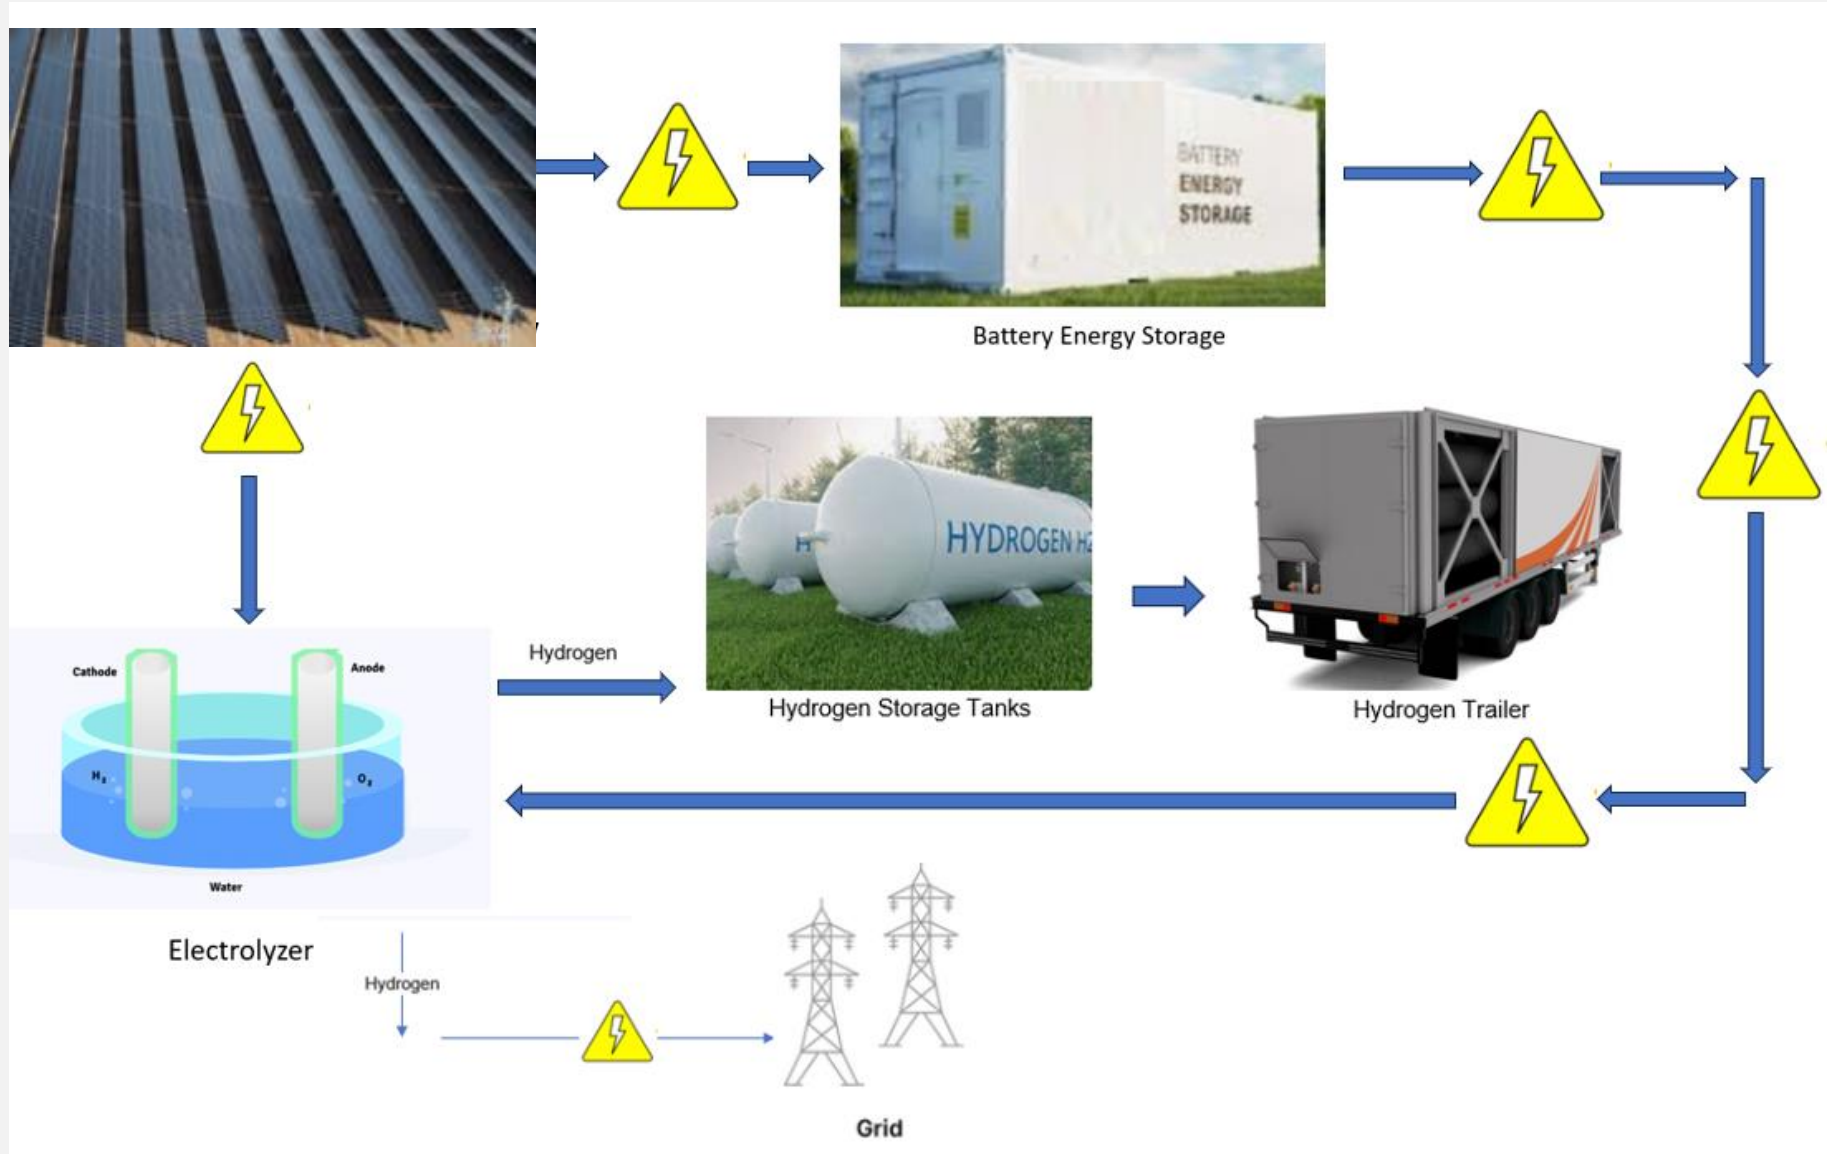 BATTERY
ENERGY
STORAGE
Battery Energy Storage
HYDROGEN H2
H
Hydrogen
Hydrogen Storage Tanks
Hydrogen Trailer
Cathode
Anode
H₂
O₂
Water
Electrolyzer
Hydrogen
Grid